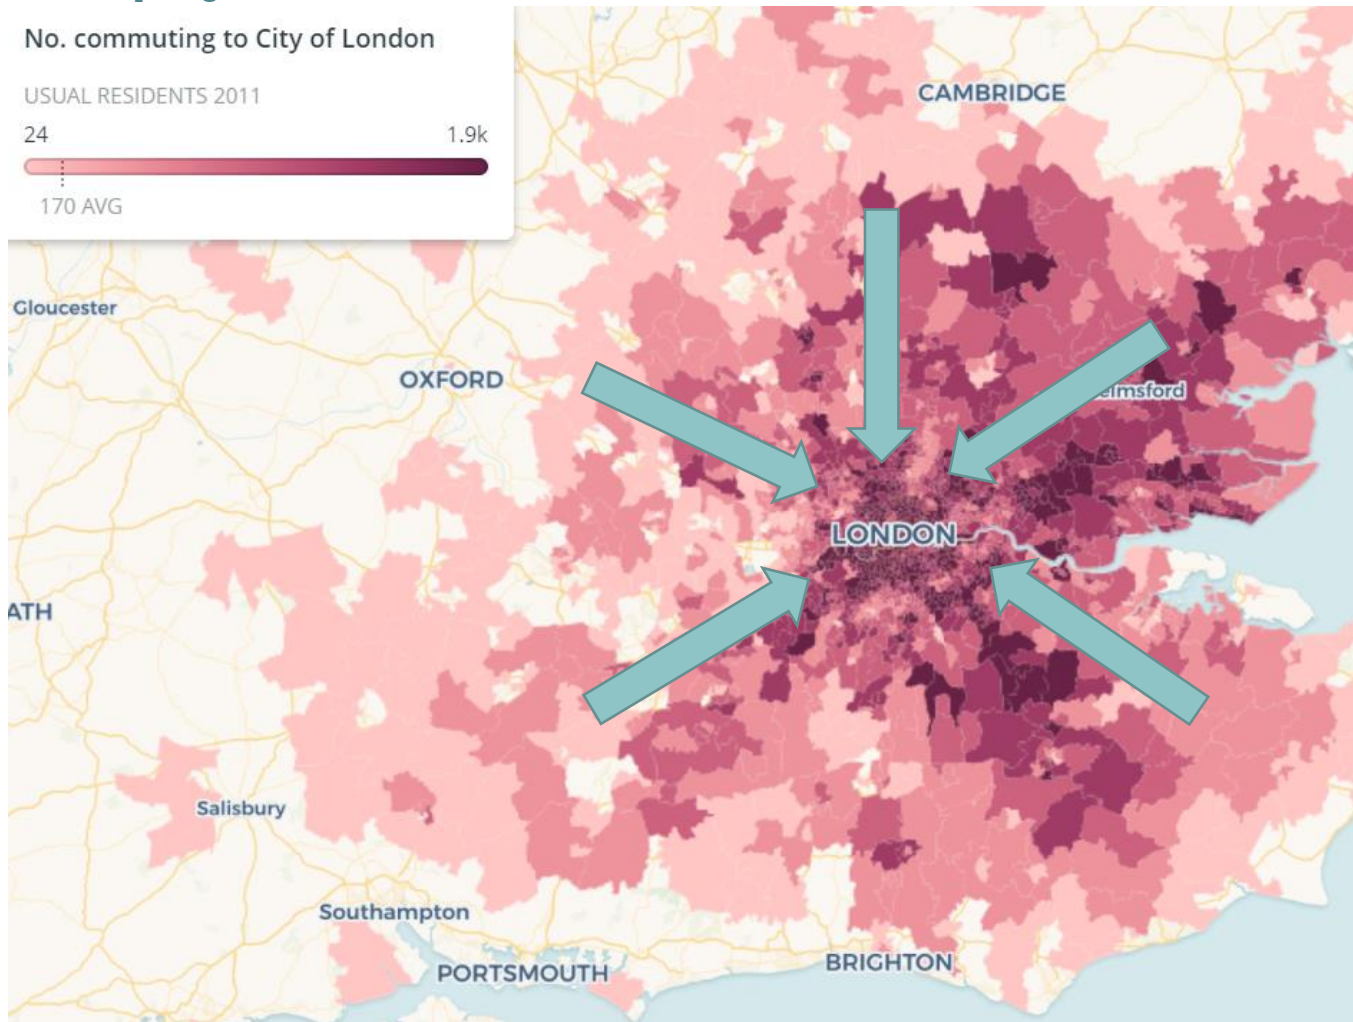 No. commuting to City of London
USUAL RESIDENTS 2011
24 1.9k
170 AVG
CAMBRIDGE
Gloucester
OXFORD
elmsford
LONDON
ATH
Salisbury
Southampton
PORTSMOUTH
BRIGHTON